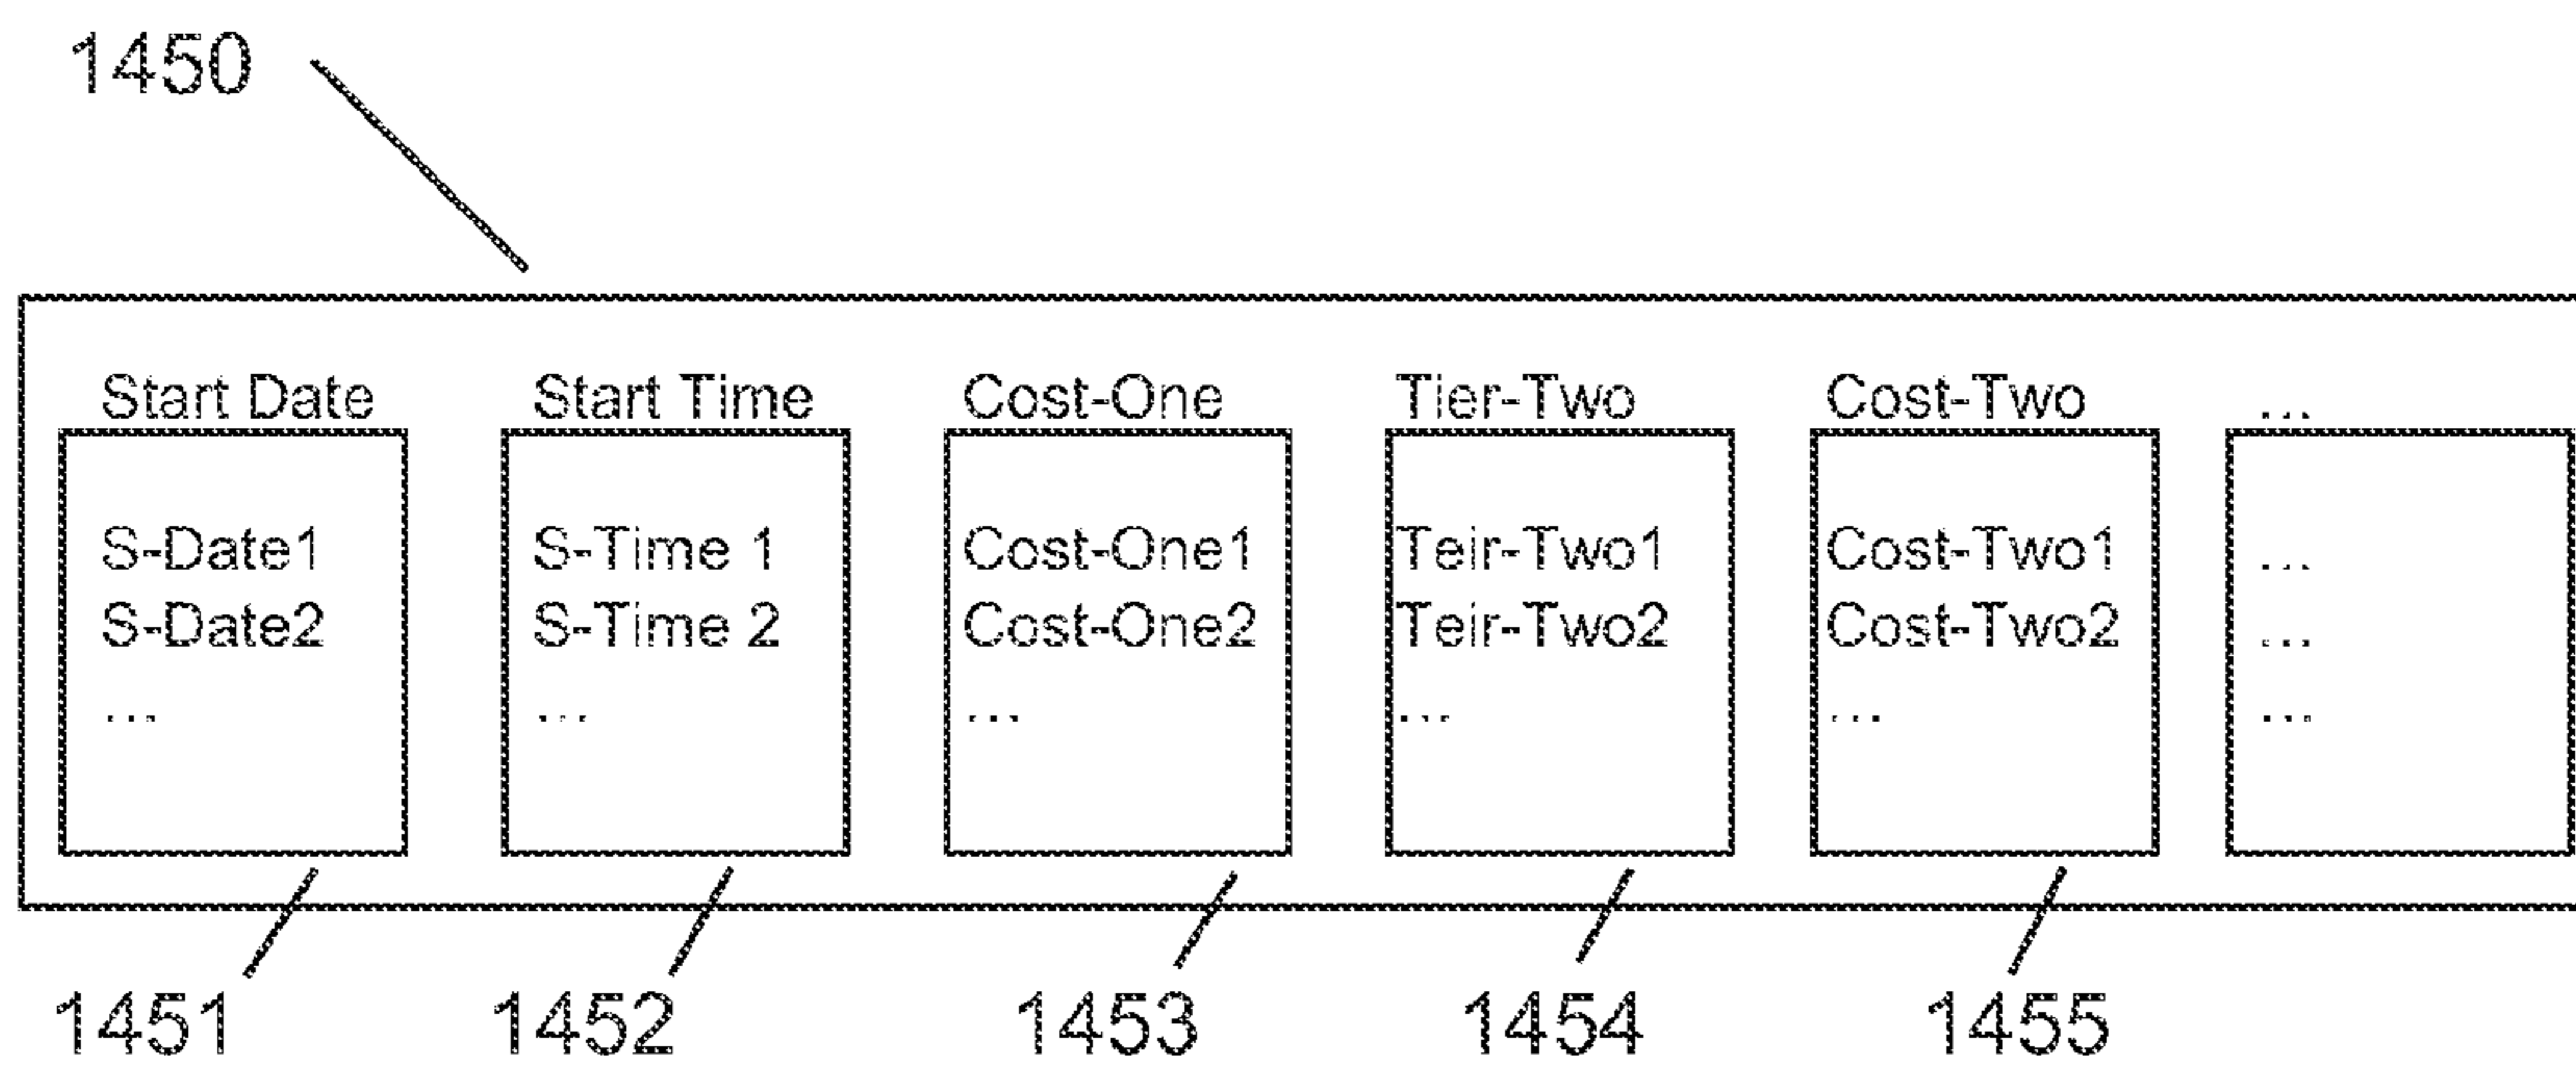 1450
Start Date Start Time Cost-One Tier-Two Cost-Two ...
S-Date1 S-Time 1 Cost-One1 Teir-Two1 Cost-Two1 ...
S-Date2 S-Time 2 Cost-One2 Teir-Two2 Cost-Two2 ...
... ... ... ... ... ...
1451 1452 1453 1454 1455